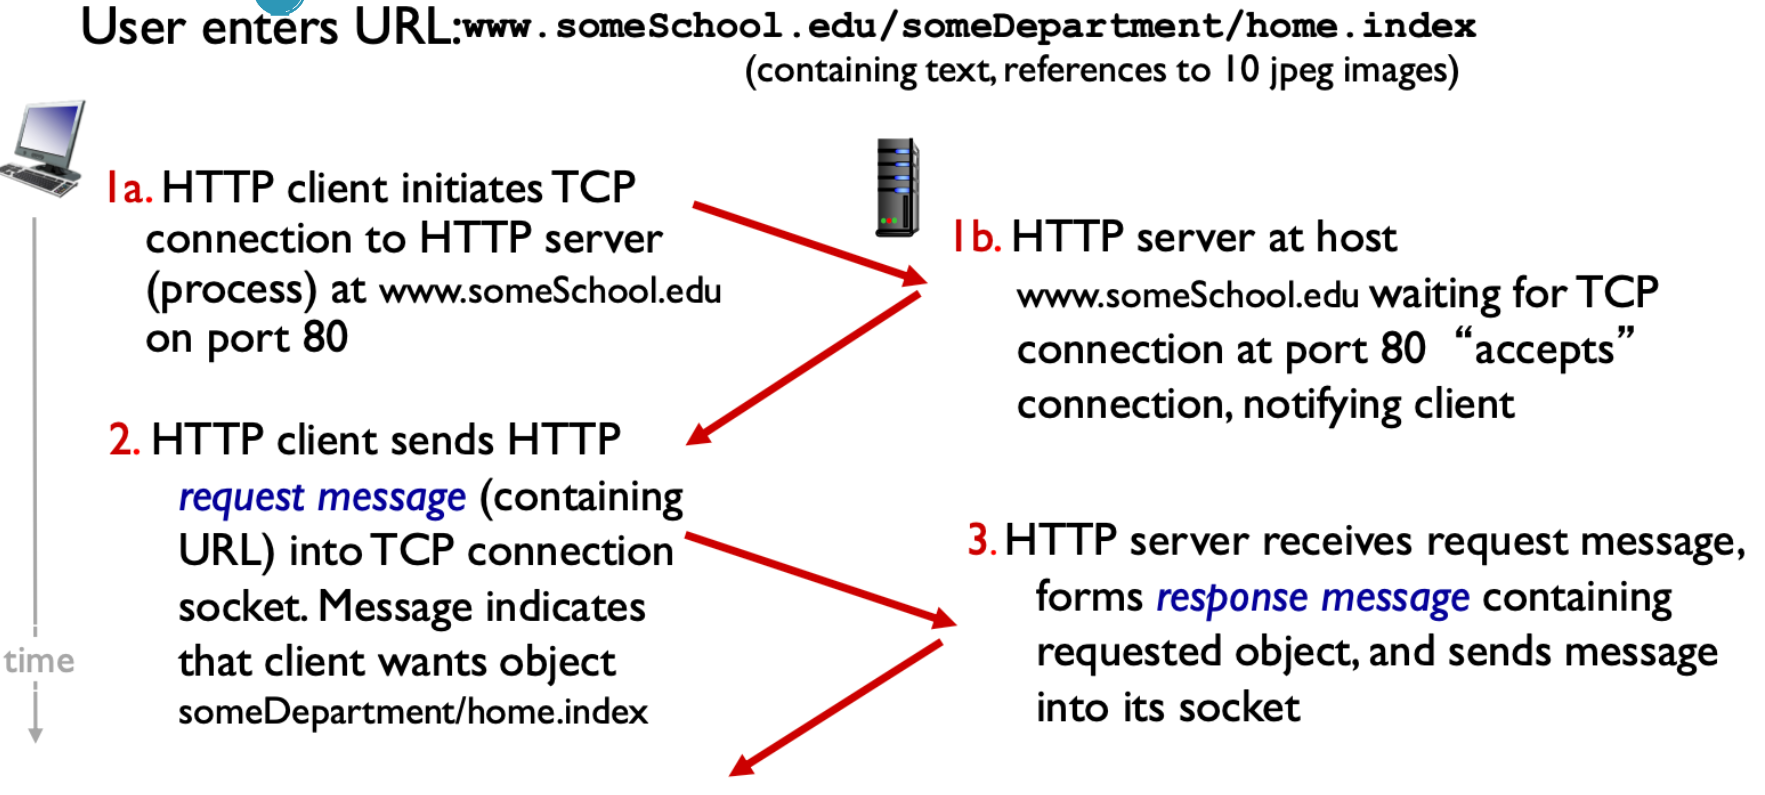 User enters URL:www.someSchool.edu/someDepartment/home.index
(containing text, references to 10 jpeg images)
1a. HTTP client initiates TCP
connection to HTTP server
(process) at www.someSchool.edu
on port 80
1b. HTTP server at host
www.someSchool.edu waiting for TCP
connection at port 80 “accepts”
connection, notifying client
2. HTTP client sends HTTP
request message (containing
URL) into TCP connection
socket. Message indicates
that client wants object
someDepartment/home.index
3. HTTP server receives request message,
forms response message containing
requested object, and sends message
into its socket
time